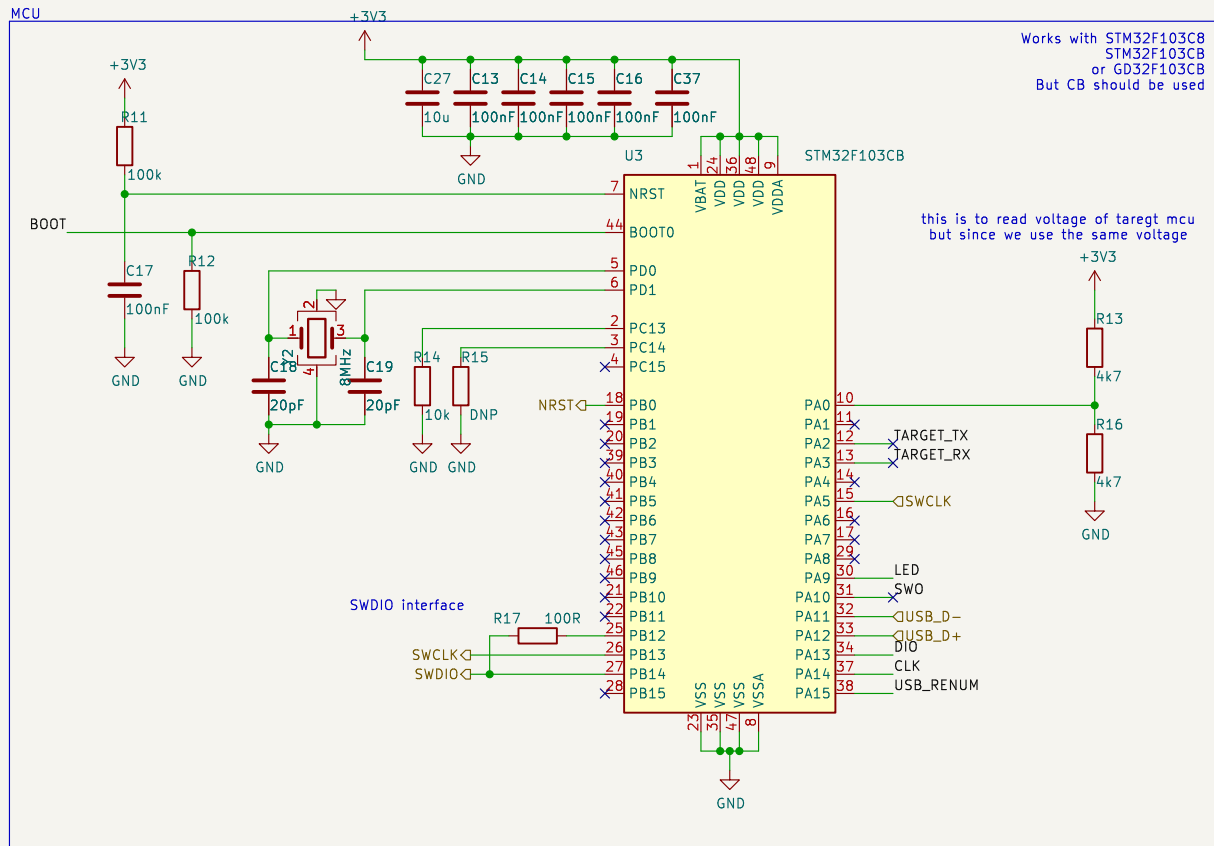 MCU
+3V3
Works with STM32F103C8
STM32F103CB
or GD32F103CB
But CB should be used
+3V3
R11
100k
C27
10u
C13
100nF
C14
100nF
C15
100nF
C16
100nF
C37
100nF
GND
U3
STM32F103CB
1
24
36
48
9
VBAT
VDD
VDD
VDD
VDDA
7 NRST
BOOT
44 BOOT0
R12
100k
C17
100nF
GND
GND
5 PD0
6 PD1
2 PC13
3 PC14
4 PC15
1
2
3
4
Y2
8MHz
C18
20pF
C19
20pF
GND
R14
10k
GND
R15
DNP
GND
this is to read voltage of taregt mcu
but since we use the same voltage
+3V3
R13
4k7
R16
4k7
GND
NRST
18 PB0
19 PB1
20 PB2
39 PB3
40 PB4
41 PB5
42 PB6
43 PB7
45 PB8
46 PB9
21 PB10
22 PB11
25 PB12
26 PB13
27 PB14
28 PB15
SWDIO interface
R17 100R
SWCLK
SWDIO
PA0 10
PA1 11
PA2 12 TARGET_TX
PA3 13 TARGET_RX
PA4 14
PA5 15 SWCLK
PA6 16
PA7 17
PA8 29
PA9 30 LED
PA10 31 SWO
PA11 32 USB_D-
PA12 33 USB_D+
PA13 34 DIO
PA14 37 CLK
PA15 38 USB_RENUM
VSS
VSS
VSS
VSSA
23
35
47
8
GND